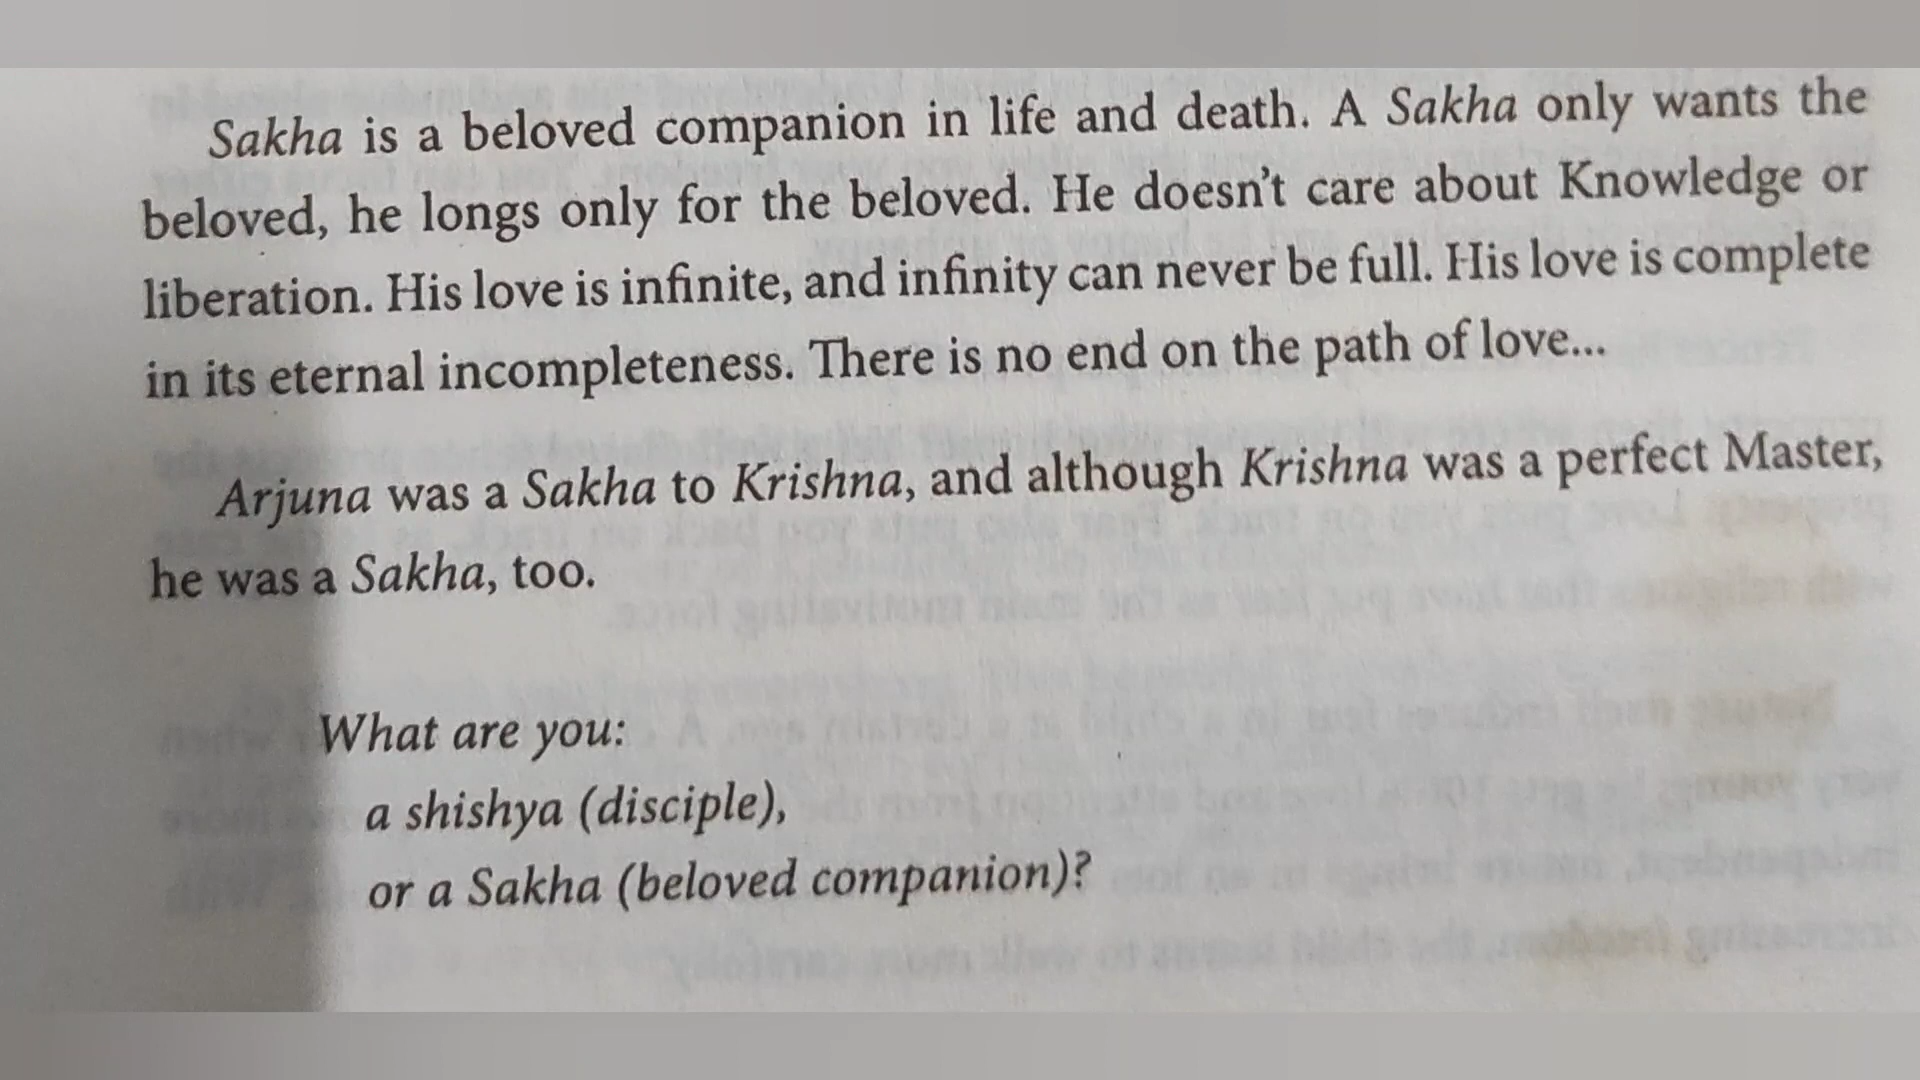 Sakha is a beloved companion in life and death. A Sakha only wants the
beloved, he longs only for the beloved. He doesn't care about Knowledge or
liberation. His love is infinite, and infinity can never be full. His love is complete
in its eternal incompleteness. There is no end on the path of love...
Arjuna was a Sakha to Krishna, and although Krishna was a perfect Master,
he was a Sakha, too.
What are you:
a shishya (disciple),
or a Sakha (beloved companion)?